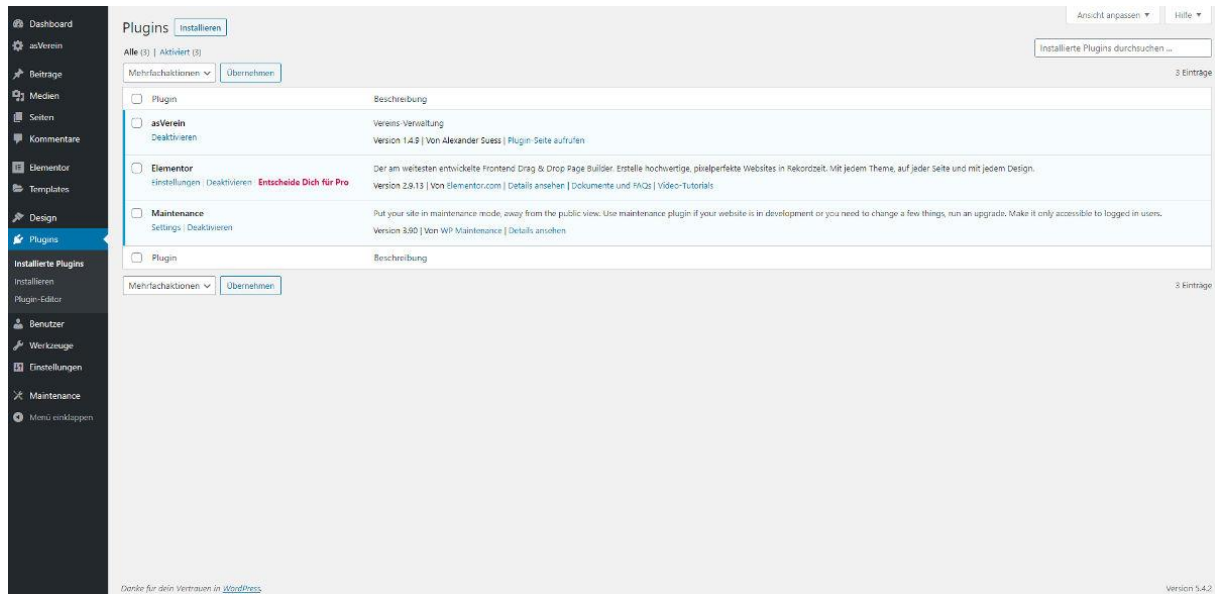 Dashboard
asVerein
Beiträge
Medien
Seiten
Kommentare
Elementor
Templates
Design
Plugins
Installierte Plugins
Installieren
Plugin-Editor
Benutzer
Werkzeuge
Einstellungen
Maintenance
Menü einklappen
Ansicht anpassen Hilfe
Plugins Installieren
Alle (3) | Aktiviert (3)
Installierte Plugins durchsuchen ...
Mehrfachaktionen Übernehmen
3 Einträge
Plugin Beschreibung
asVerein Vereins-Verwaltung
Deaktivieren Version 1.4.9 | Von Alexander Suess | Plugin-Seite aufrufen
Elementor Der am weitesten entwickelte Frontend Drag & Drop Page Builder. Erstelle hochwertige, pixelperfekte Websites in Rekordzeit. Mit jedem Theme, auf jeder Seite und mit jedem Design.
Einstellungen | Deaktivieren Entscheide Dich für Pro Version 2.9.13 | Von Elementor.com | Details ansehen | Dokumente und FAQs | Video-Tutorials
Maintenance Put your site in maintenance mode, away from the public view. Use maintenance plugin if your website is in development or you need to change a few things, run an upgrade. Make it only accessible to logged in users.
Settings | Deaktivieren Version 3.90 | Von WP Maintenance | Details ansehen
Plugin Beschreibung
Mehrfachaktionen Übernehmen
3 Einträge
Danke für dein Vertrauen in WordPress.
Version 5.4.2